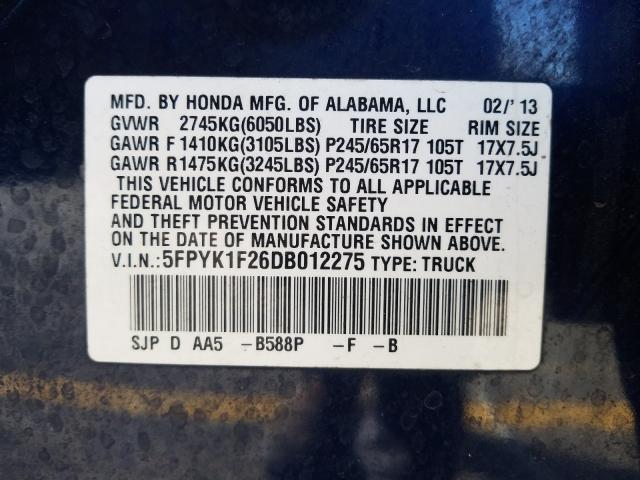 MFD. BY HONDA MFG. OF ALABAMA, LLC 02/'13
GVWR 2745KG(6050LBS) TIRE SIZE RIM SIZE
GAWR F 1410KG(3105LBS) P245/65R17 105T 17X7.5J
GAWR R 1475KG(3245LBS) P245/65R17 105T 17X7.5J
THIS VEHICLE CONFORMS TO ALL APPLICABLE
FEDERAL MOTOR VEHICLE SAFETY
AND THEFT PREVENTION STANDARDS IN EFFECT
ON THE DATE OF MANUFACTURE SHOWN ABOVE.
V.I.N.:5FPYK1F26DB012275 TYPE: TRUCK
SJP D AA5 -B588P -F -B